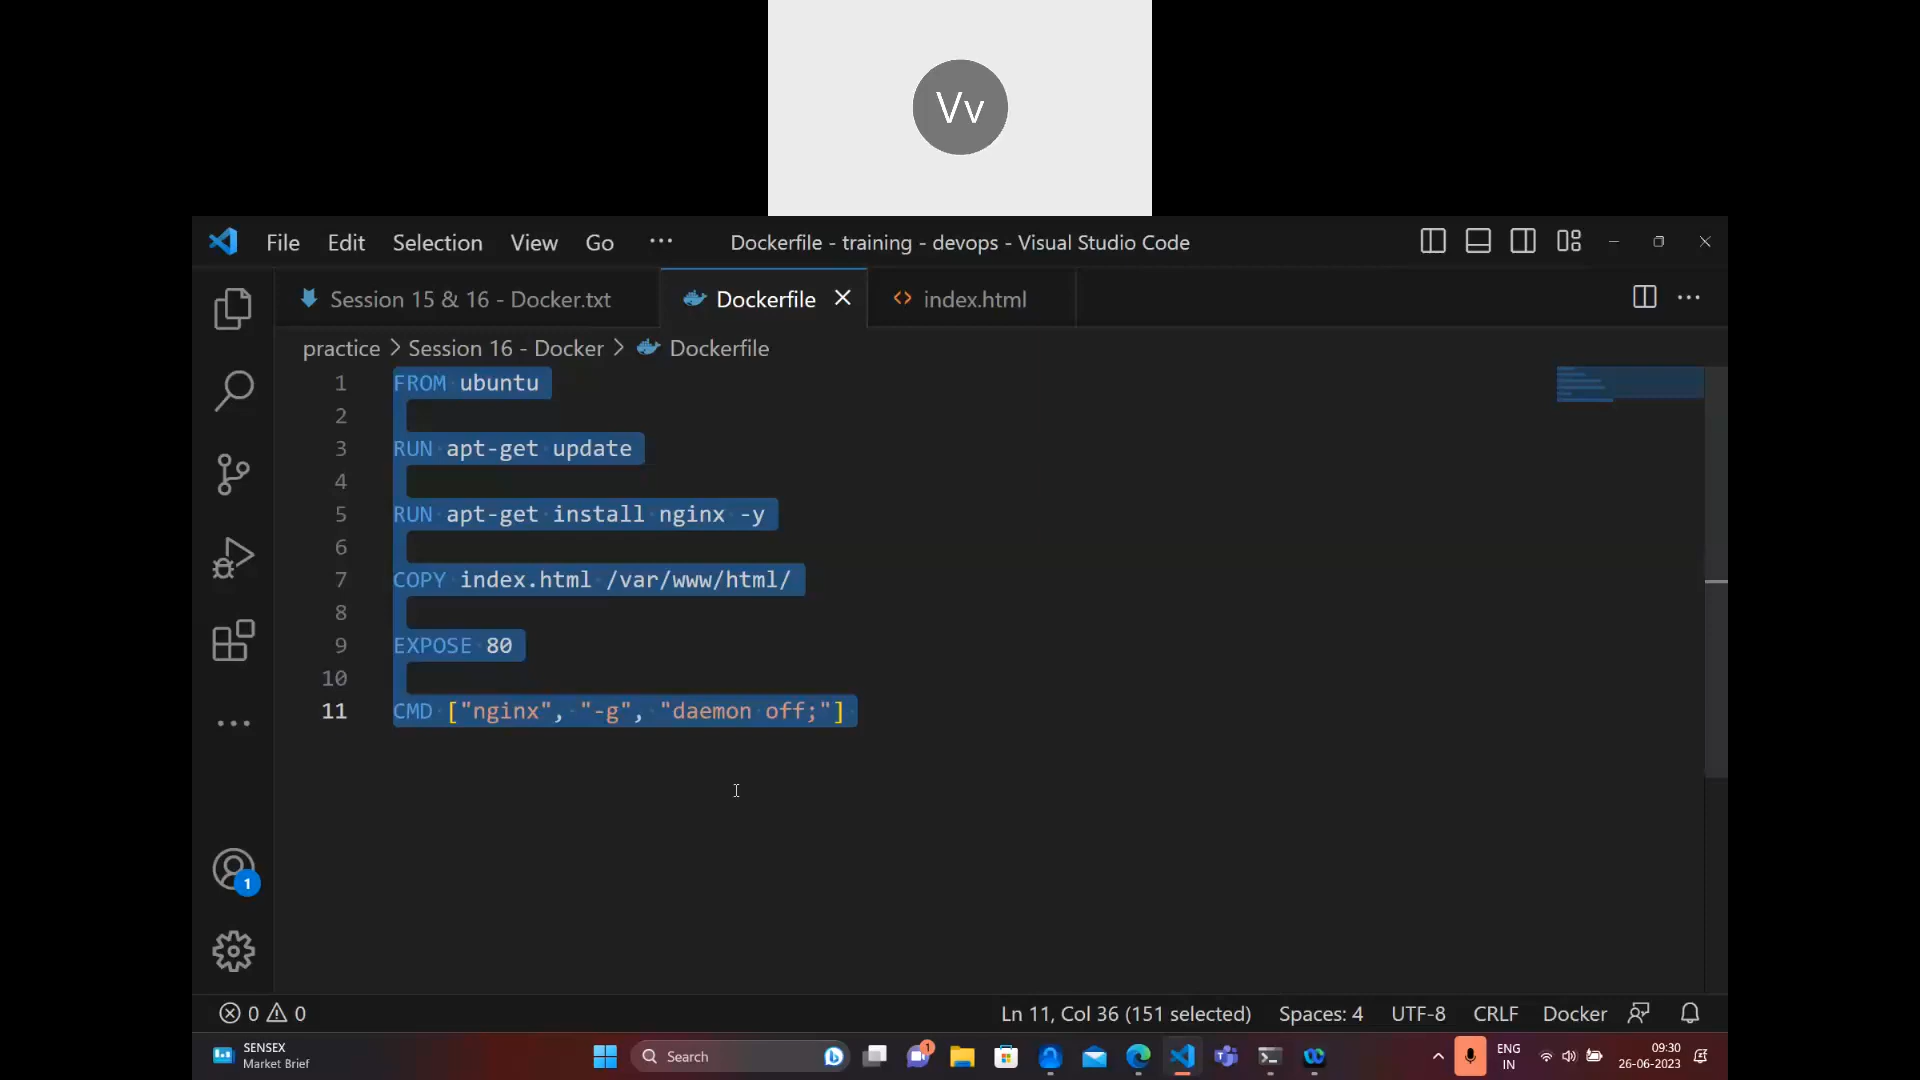 Vv
File Edit Selection View Go ... Dockerfile - training - devops - Visual Studio Code
Session 15 & 16 - Docker.txt Dockerfile index.html
practice > Session 16 - Docker > Dockerfile
1 FROM ubuntu
2
3 RUN apt-get update
4
5 RUN apt-get install nginx -y
6
7 COPY index.html /var/www/html/
8
9 EXPOSE 80
10
11 CMD ["nginx", "-g", "daemon off;"]
1
0 0 Ln 11, Col 36 (151 selected) Spaces: 4 UTF-8 CRLF Docker
SENSEX
Market Brief
Search
1
ENG
IN
09:30
26-06-2023